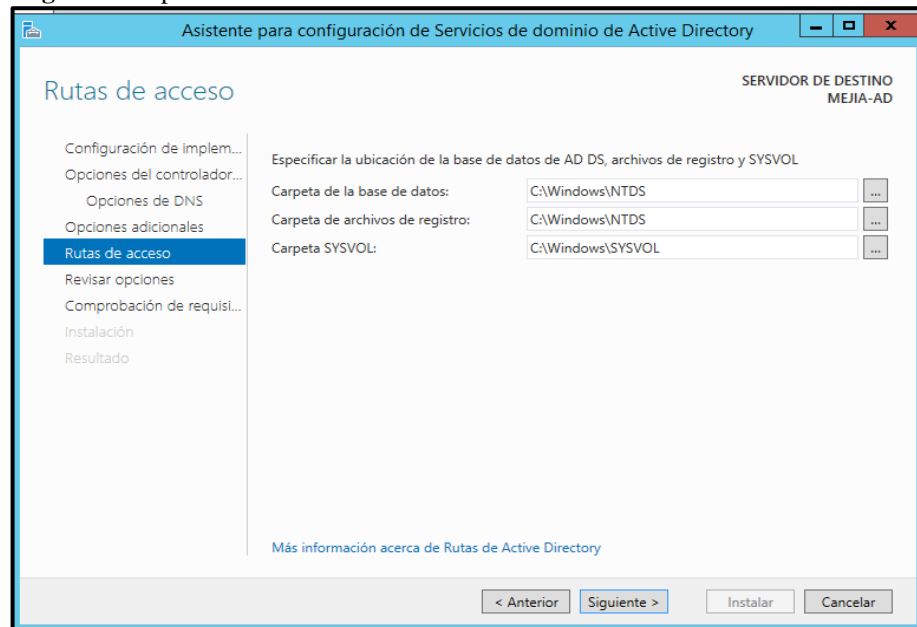 Asistente para configuración de Servicios de dominio de Active Directory
Rutas de acceso
SERVIDOR DE DESTINO
MEJIA-AD
Configuración de implem...
Opciones del controlador...
Opciones de DNS
Opciones adicionales
Rutas de acceso
Revisar opciones
Comprobación de requisi...
Instalación
Resultado
Especificar la ubicación de la base de datos de AD DS, archivos de registro y SYSVOL
Carpeta de la base de datos: C:\Windows\NTDS ...
Carpeta de archivos de registro: C:\Windows\NTDS ...
Carpeta SYSVOL: C:\Windows\SYSVOL ...
Más información acerca de Rutas de Active Directory
< Anterior Siguiente > Instalar Cancelar